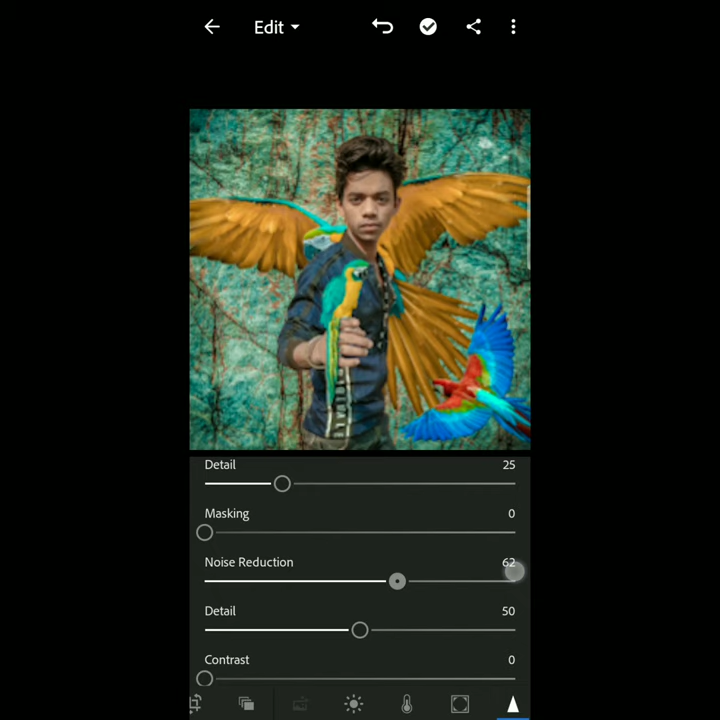 Edit
Detail 25
Masking 0
Noise Reduction 62
Detail 50
Contrast 0